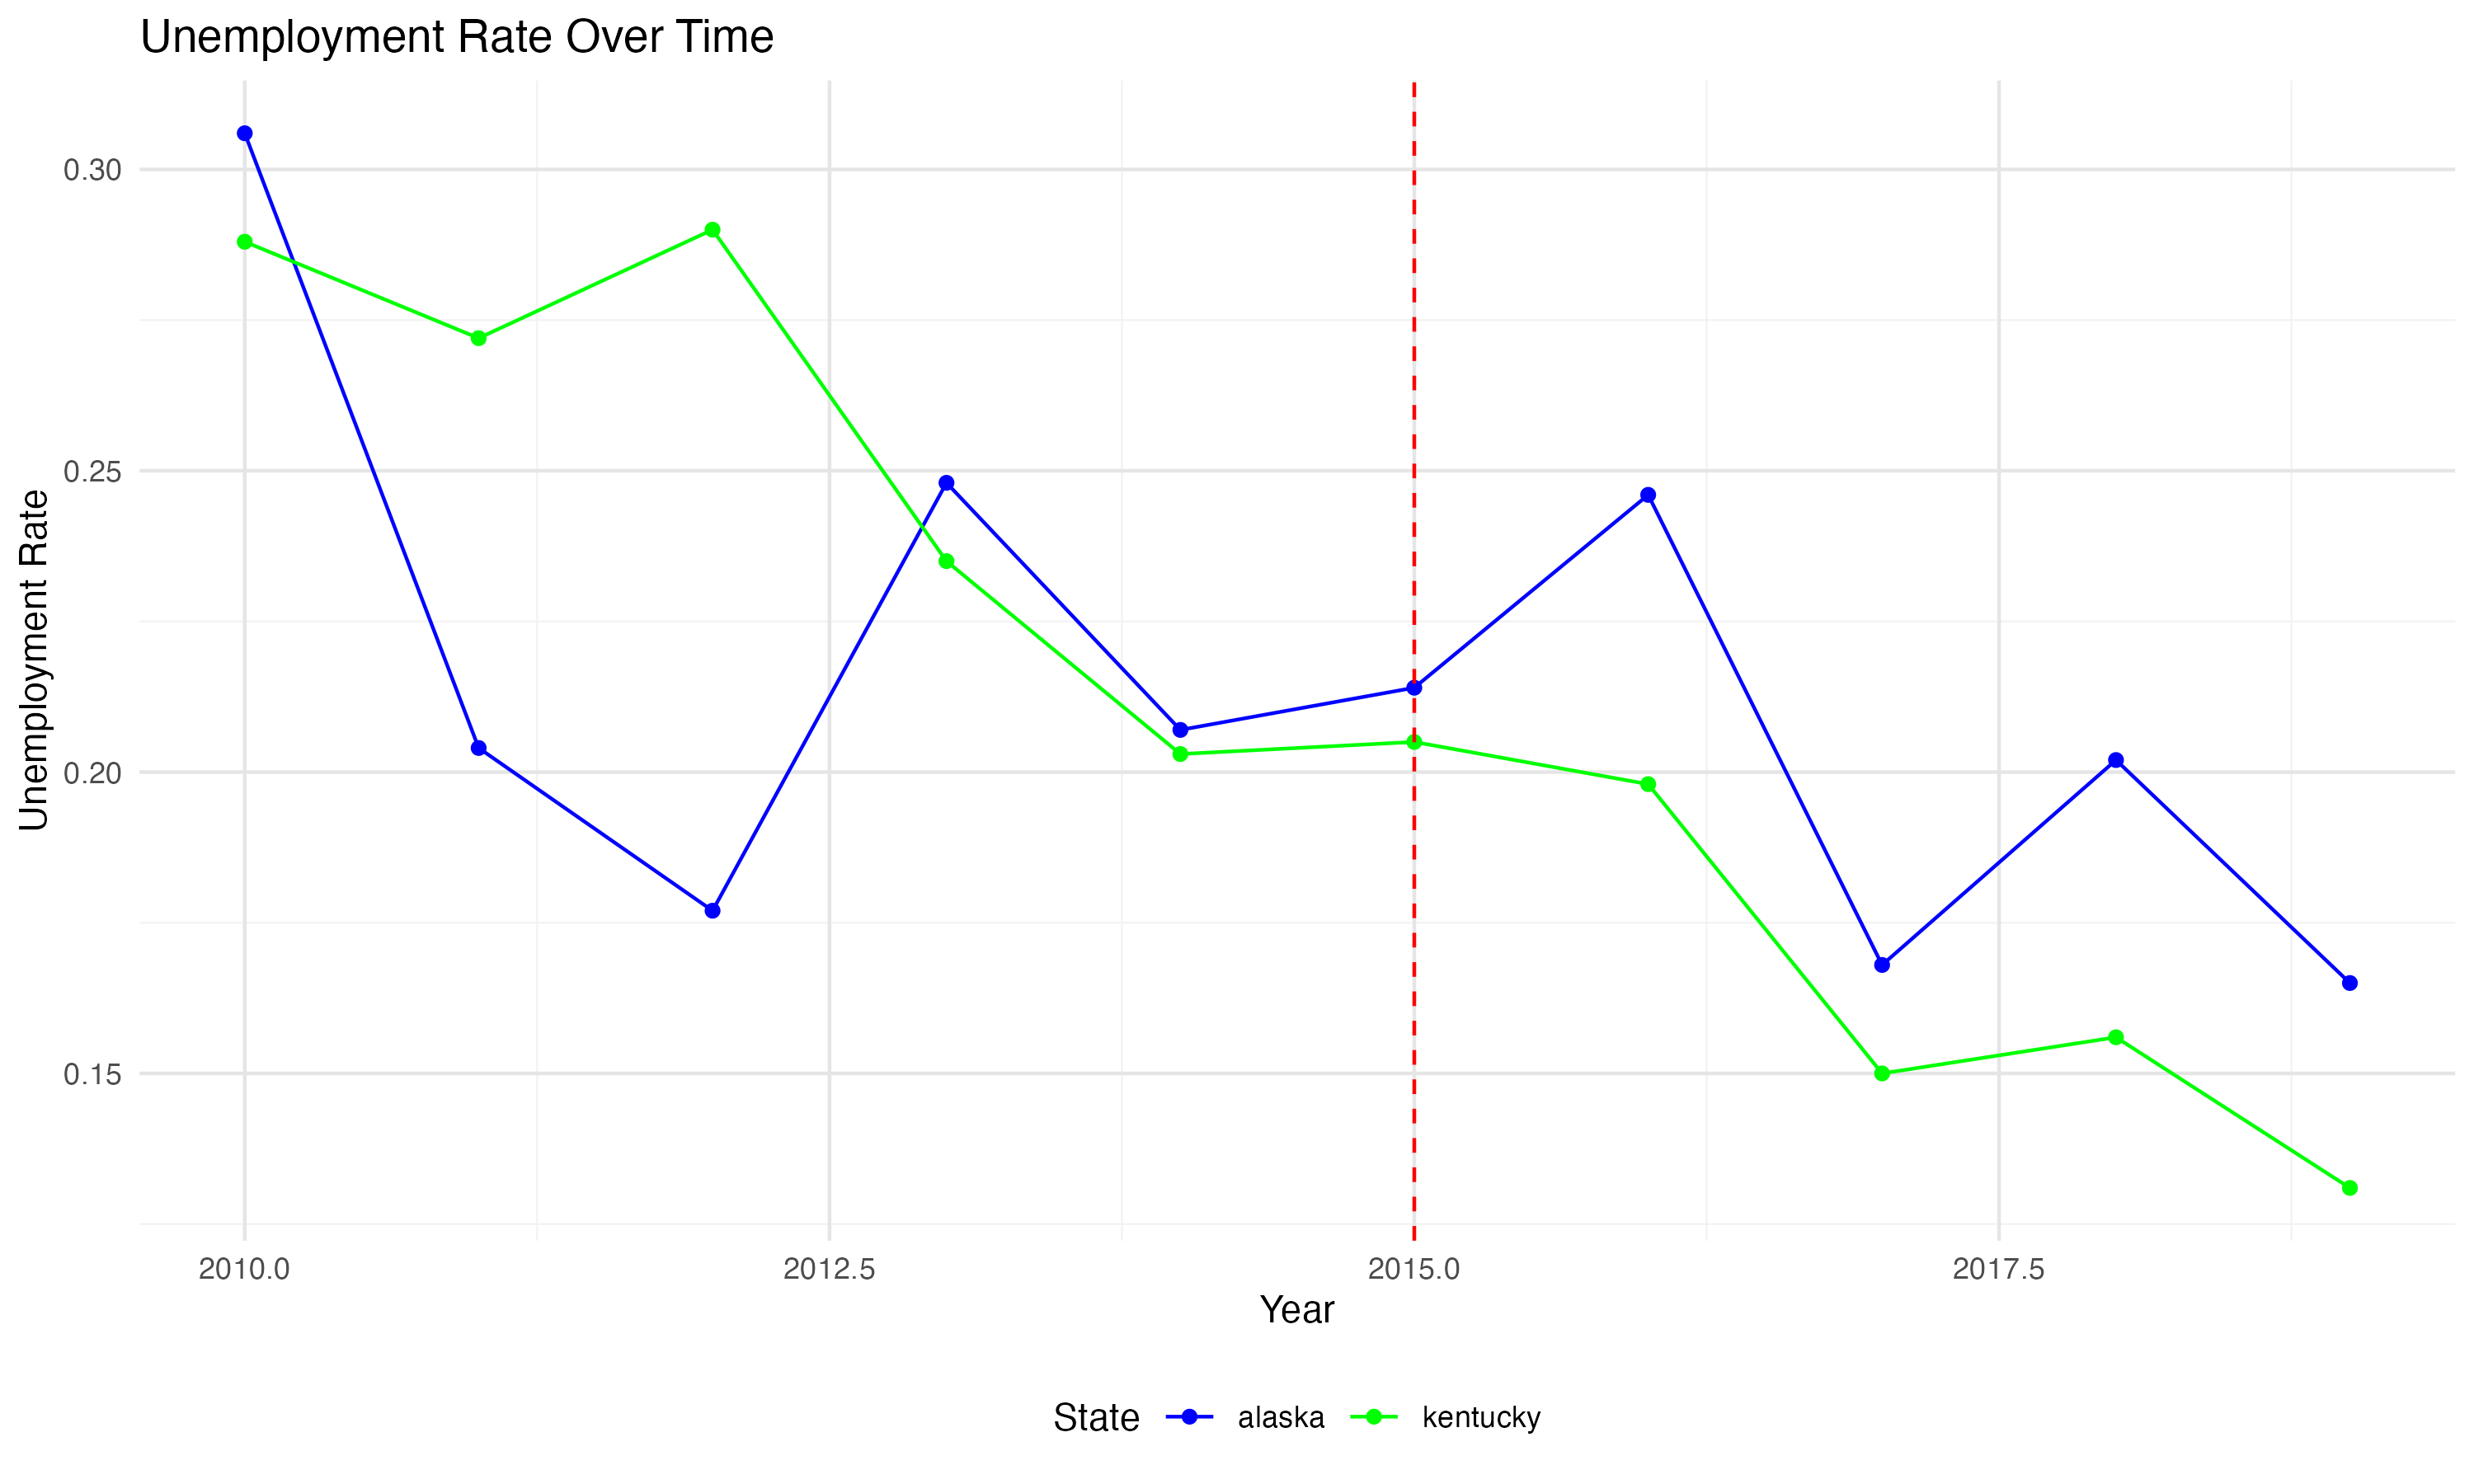 Unemployment Rate Over Time
Unemployment Rate
0.30
0.25
0.20
0.15
2010.0 2012.5 2015.0 2017.5
Year
State alaska kentucky